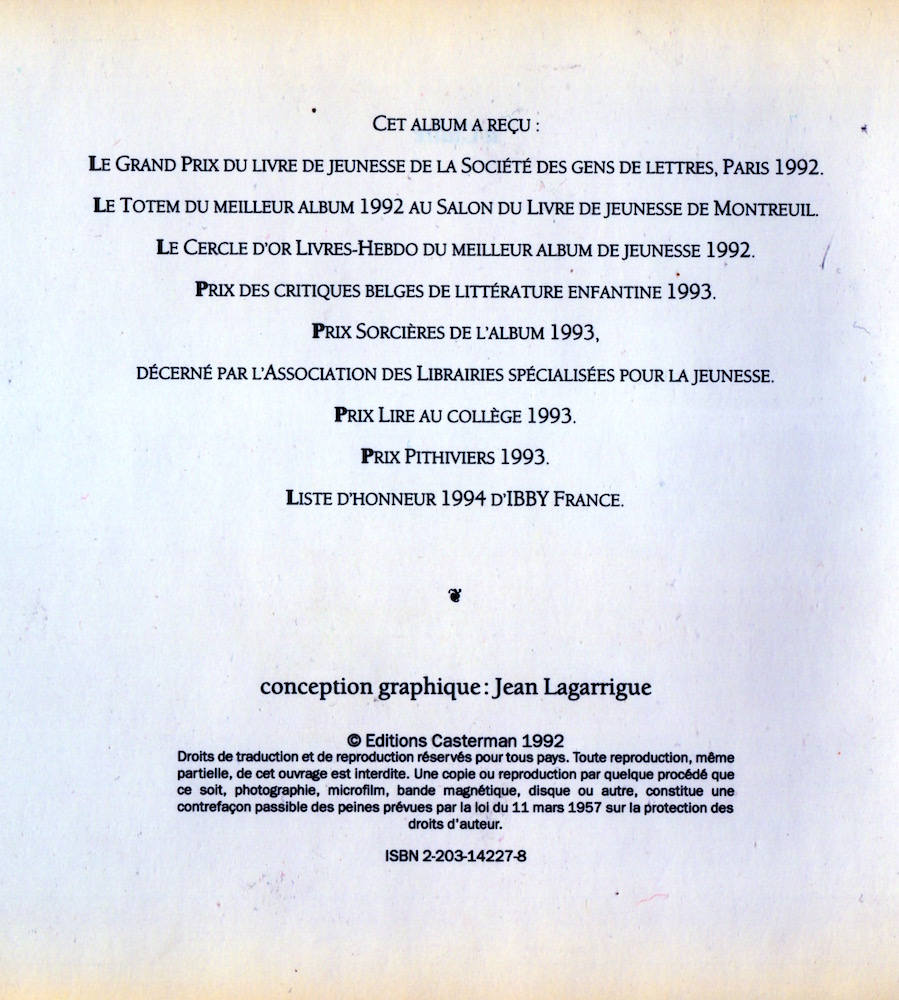 CET ALBUM A REÇU :
LE GRAND PRIX DU LIVRE DE JEUNESSE DE LA SOCIÉTÉ DES GENS DE LETTRES, PARIS 1992.
LE TOTEM DU MEILLEUR ALBUM 1992 AU SALON DU LIVRE DE JEUNESSE DE MONTREUIL.
LE CERCLE D'OR LIVRES-HEBDO DU MEILLEUR ALBUM DE JEUNESSE 1992.
PRIX DES CRITIQUES BELGES DE LITTÉRATURE ENFANTINE 1993.
PRIX SORCIÈRES DE L'ALBUM 1993,
DÉCERNÉ PAR L'ASSOCIATION DES LIBRAIRIES SPÉCIALISÉES POUR LA JEUNESSE.
PRIX LIRE AU COLLÈGE 1993.
PRIX PITHIVIERS 1993.
LISTE D'HONNEUR 1994 D'IBBY FRANCE.
conception graphique : Jean Lagarrigue
© Editions Casterman 1992
Droits de traduction et de reproduction réservés pour tous pays. Toute reproduction, même
partielle, de cet ouvrage est interdite. Une copie ou reproduction par quelque procédé que
ce soit, photographie, microfilm, bande magnétique, disque ou autre, constitue une
contrefaçon passible des peines prévues par la loi du 11 mars 1957 sur la protection des
droits d'auteur.
ISBN 2-203-14227-8